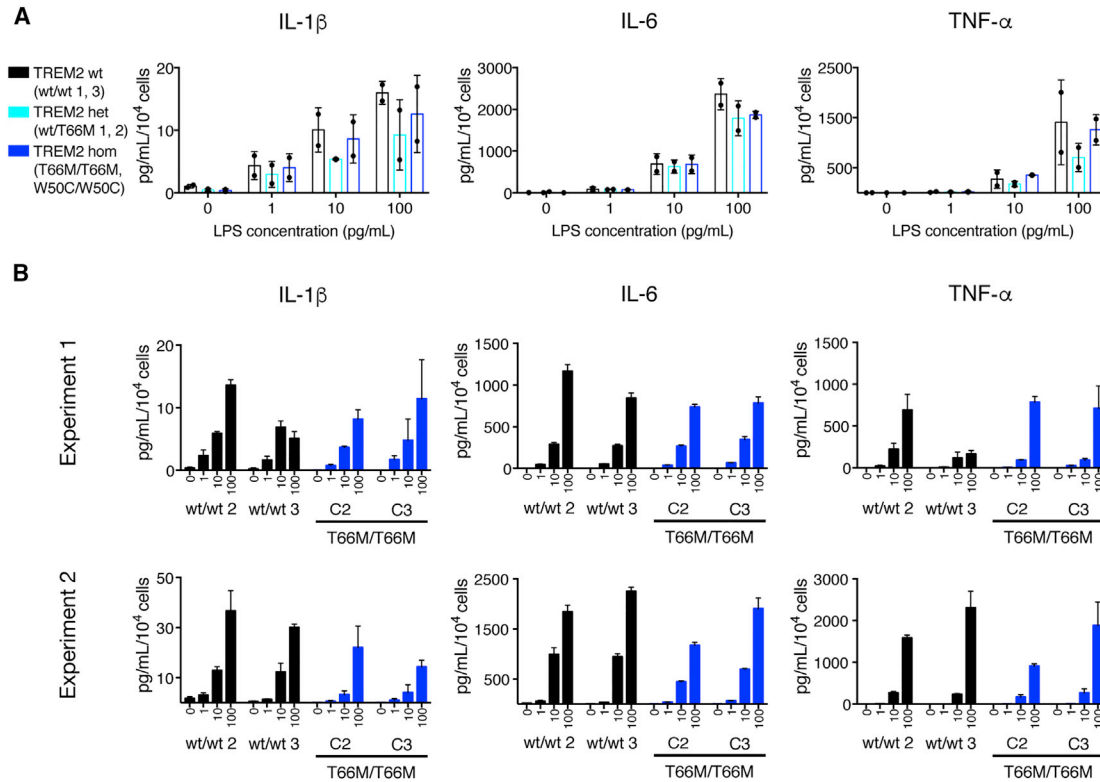 A
IL-1β
IL-6
TNF-α
TREM2 wt
(wt/wt 1, 3)
TREM2 het
(wt/T66M 1, 2)
TREM2 hom
(T66M/T66M,
W50C/W50C)
pg/mL/10⁴ cells
20
10
0
0 1 10 100
LPS concentration (pg/mL)
pg/mL/10⁴ cells
3000
2000
1000
500
0 1 10 100
LPS concentration (pg/mL)
pg/mL/10⁴ cells
2500
1500
500
0 1 10 100
LPS concentration (pg/mL)
B
IL-1β
IL-6
TNF-α
Experiment 1
pg/mL/10⁴ cells
20
10
0
0 1 10 100 0 1 10 100 0 1 10 100 0 1 10 100
wt/wt 2 wt/wt 3 C2 C3
T66M/T66M
pg/mL/10⁴ cells
1500
1000
500
0
0 1 10 100 0 1 10 100 0 1 10 100 0 1 10 100
wt/wt 2 wt/wt 3 C2 C3
T66M/T66M
pg/mL/10⁴ cells
1500
1000
500
0
0 1 10 100 0 1 10 100 0 1 10 100 0 1 10 100
wt/wt 2 wt/wt 3 C2 C3
T66M/T66M
Experiment 2
pg/mL/10⁴ cells
50
30
10
0 1 10 100 0 1 10 100 0 1 10 100 0 1 10 100
wt/wt 2 wt/wt 3 C2 C3
T66M/T66M
pg/mL/10⁴ cells
2500
1500
500
0 1 10 100 0 1 10 100 0 1 10 100 0 1 10 100
wt/wt 2 wt/wt 3 C2 C3
T66M/T66M
pg/mL/10⁴ cells
3000
2000
1000
0
0 1 10 100 0 1 10 100 0 1 10 100 0 1 10 100
wt/wt 2 wt/wt 3 C2 C3
T66M/T66M